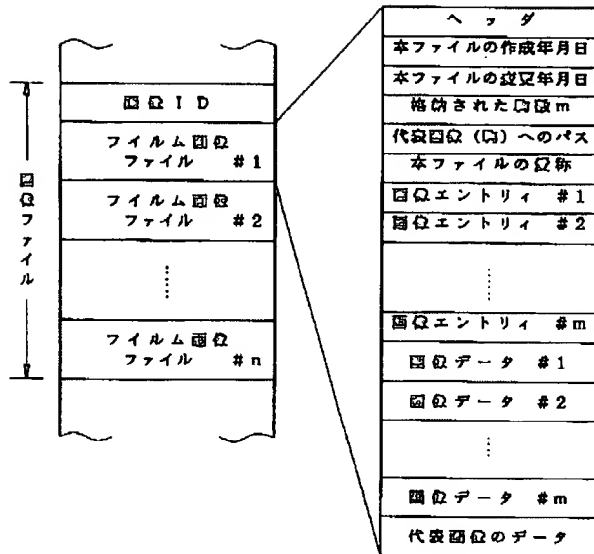 画像ファイル
画像ID
フイルム画像
ファイル #1
フイルム画像
ファイル #2
フイルム画像
ファイル #n
ヘッダ
本ファイルの作成年月日
本ファイルの変更年月日
格納された駒数m
代表画像（駒）へのパス
本ファイルの名称
画像エントリィ #1
画像エントリィ #2
画像エントリィ #m
画像データ #1
画像データ #2
画像データ #m
代表画像のデータ